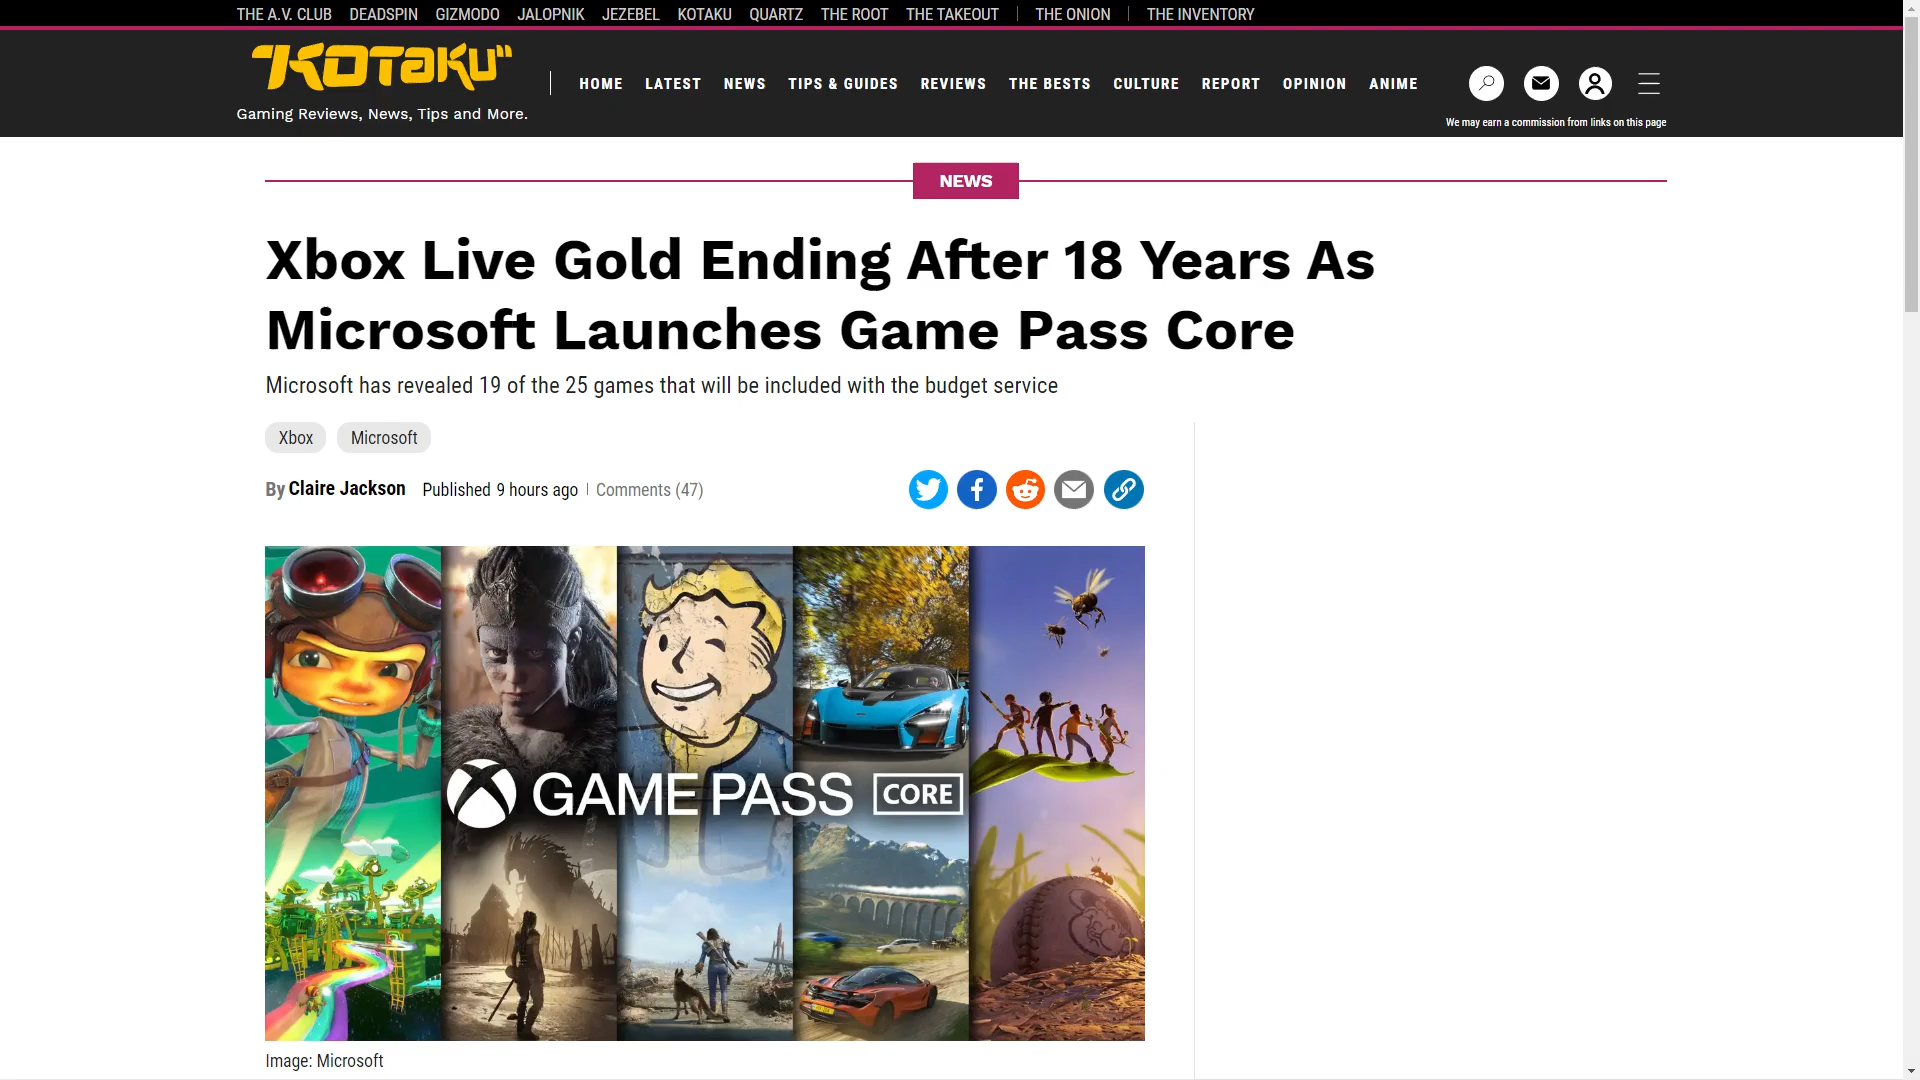 THE A.V. CLUB DEADSPIN GIZMODO JALOPNIK JEZEBEL KOTAKU QUARTZ THE ROOT THE TAKEOUT THE ONION THE INVENTORY
KOTAKU
Gaming Reviews, News, Tips and More.
HOME LATEST NEWS TIPS & GUIDES REVIEWS THE BESTS CULTURE REPORT OPINION ANIME
We may earn a commission from links on this page
NEWS
Xbox Live Gold Ending After 18 Years As
Microsoft Launches Game Pass Core
Microsoft has revealed 19 of the 25 games that will be included with the budget service
Xbox Microsoft
By Claire Jackson Published 9 hours ago Comments (47)
GAME PASS CORE
Image: Microsoft